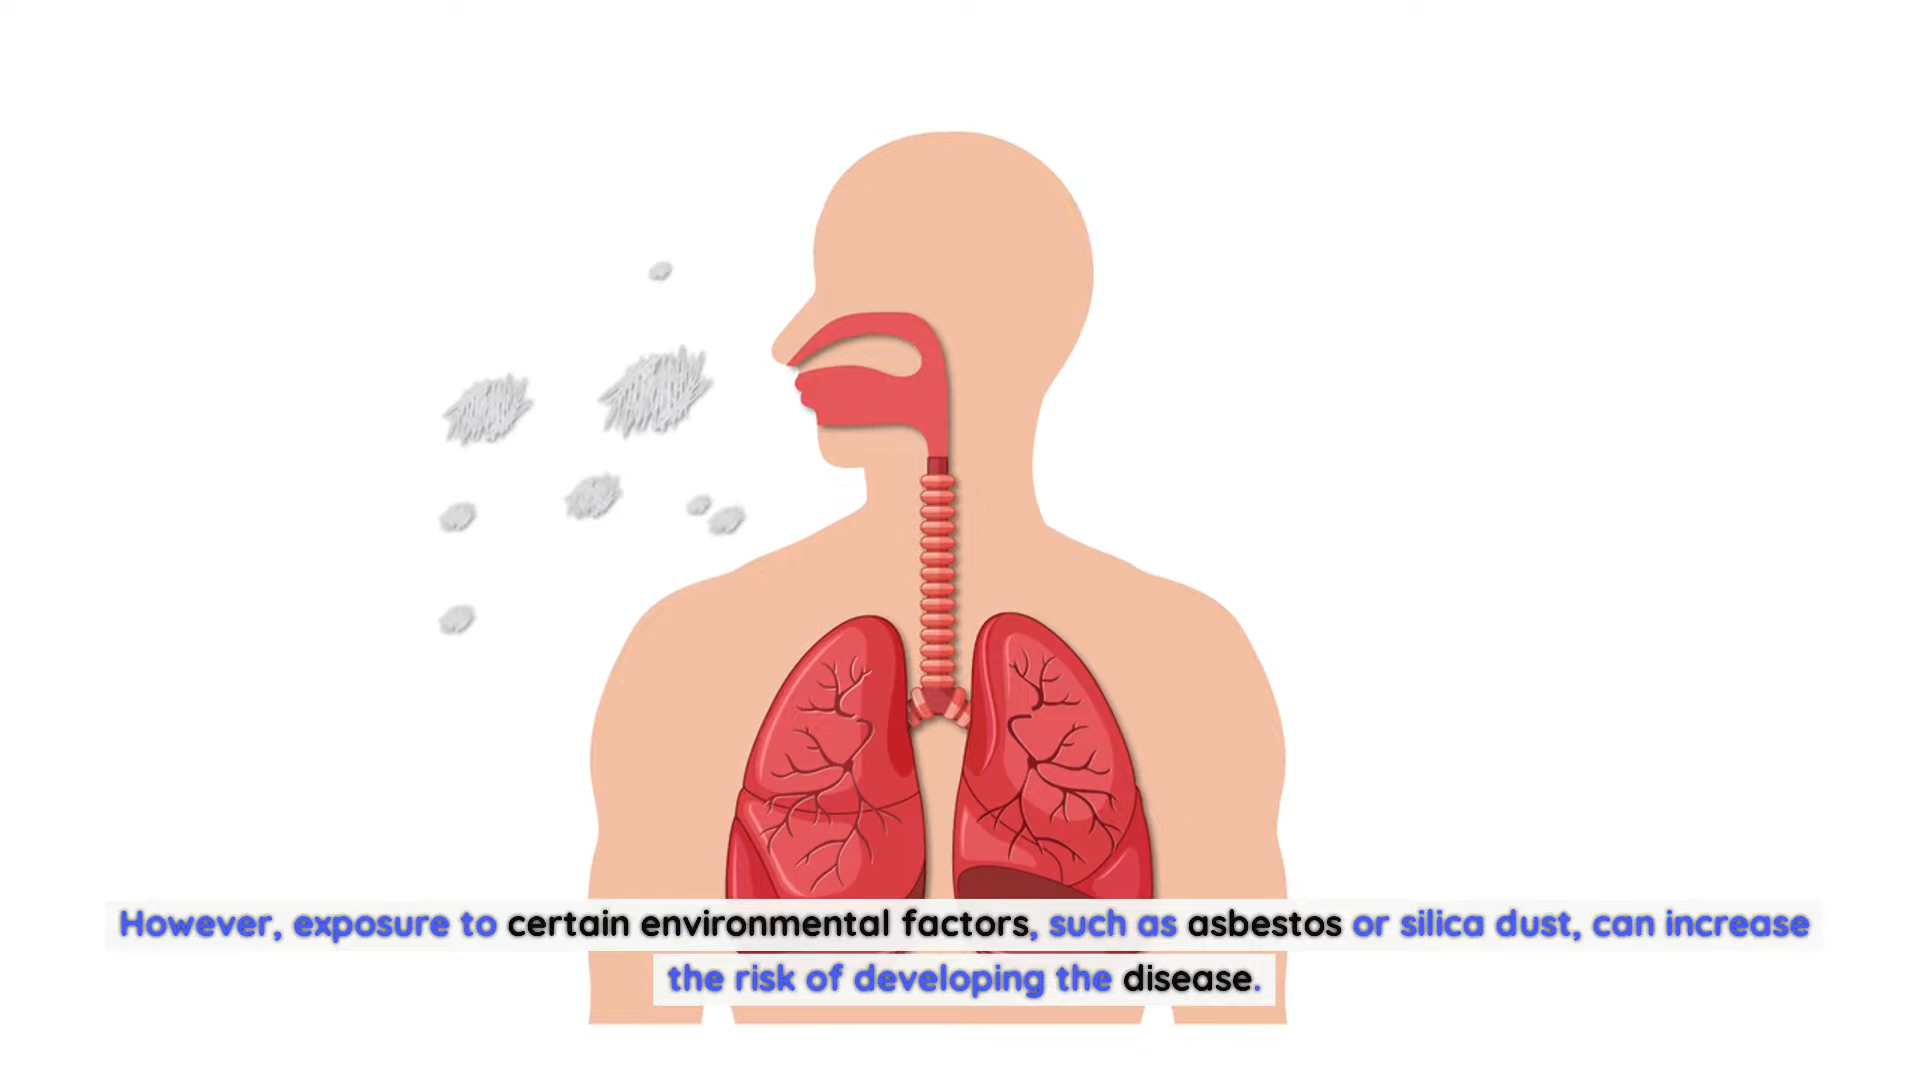 However, exposure to certain environmental factors, such as asbestos or silica dust, can increase
the risk of developing the disease.